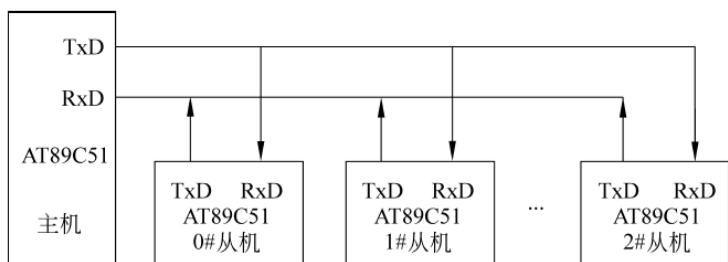 TxD
RxD
AT89C51
主机
TxD RxD
AT89C51
0#从机
TxD RxD
AT89C51
1#从机
...
TxD RxD
AT89C51
2#从机